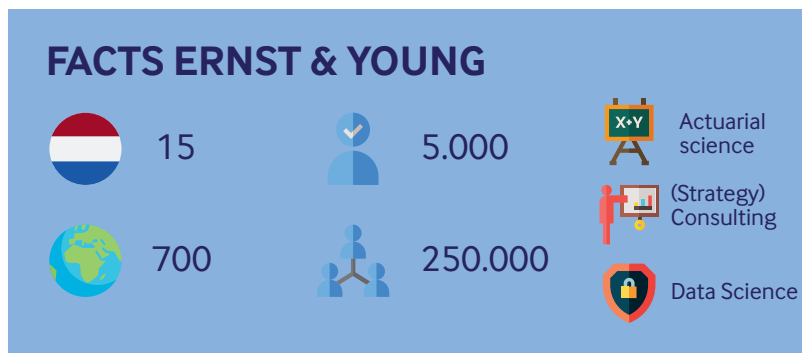 FACTS ERNST & YOUNG
15
5.000
700
250.000
X+Y
Actuarial
science
(Strategy)
Consulting
Data Science